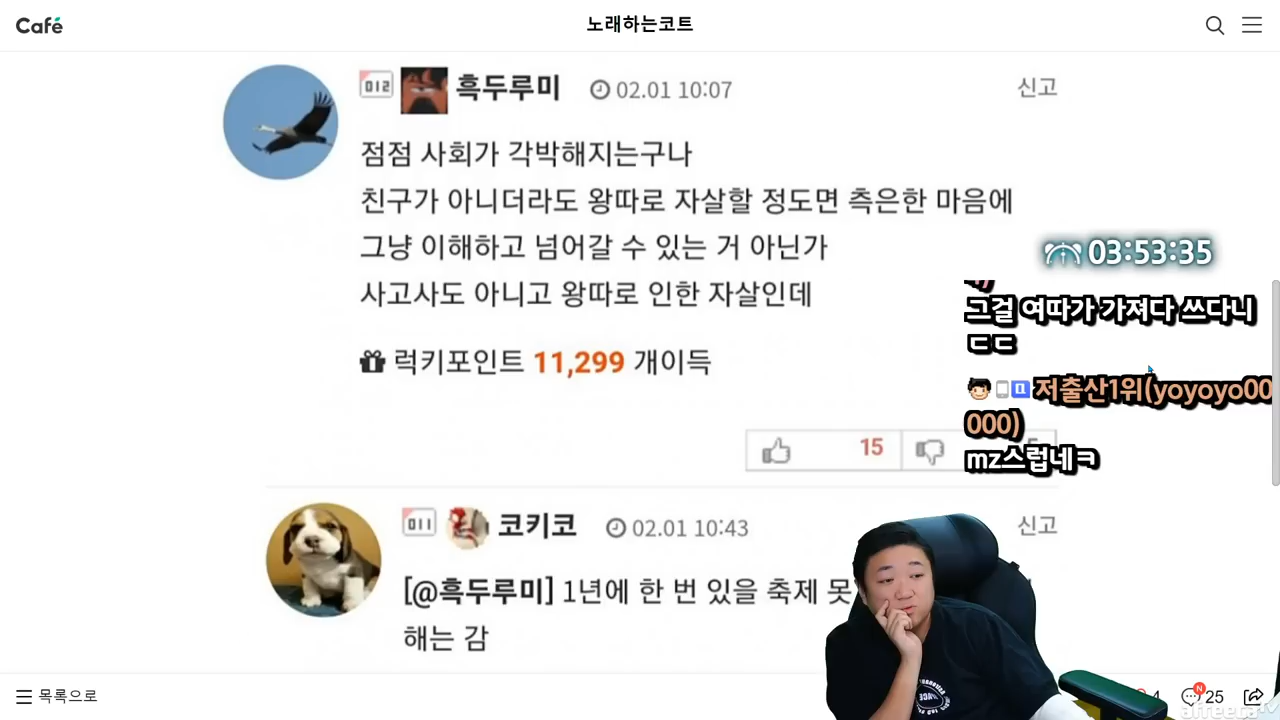 Café
노래하는코트
012 흑두루미 02.01 10:07 신고
점점 사회가 각박해지는구나
친구가 아니더라도 왕따로 자살할 정도면 측은한 마음에
그냥 이해하고 넘어갈 수 있는 거 아닌가
사고사도 아니고 왕따로 인한 자살인데
럭키포인트 11,299 개이득
15
03:53:35
그걸 여따가 가져다 쓰다니
ㄷㄷ
저출산1위(yoyoyo00
000)
mz스럽네ㅋ
011 코키코 02.01 10:43 신고
[@흑두루미] 1년에 한 번 있을 축제 못
해는 감
목록으로
4 N 25
afreecaTV